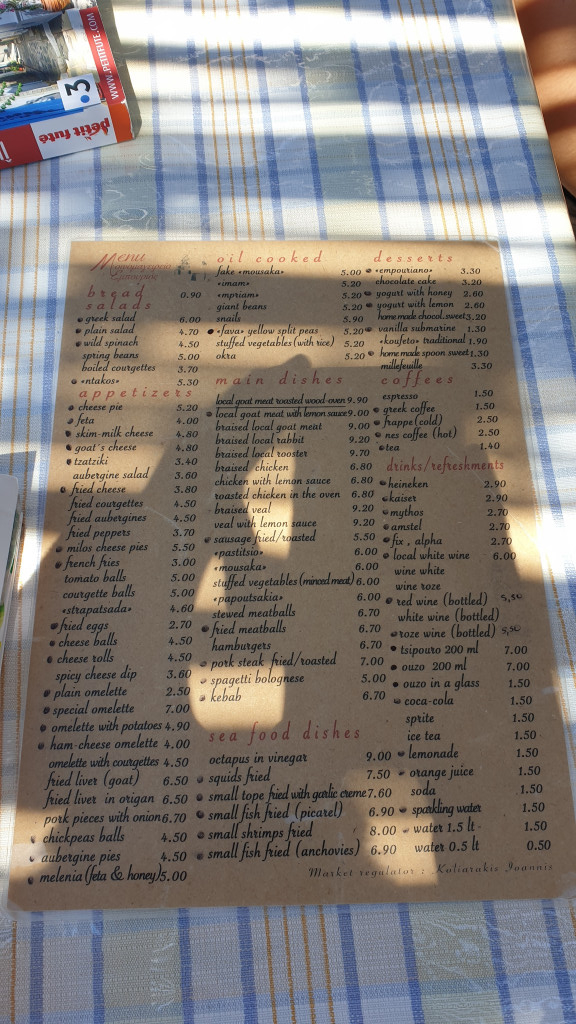 WWW.PETITFUTE.COM
3
petit futé
Menu
bread 0.90
salads
greek salad 6.00
plain salad 4.70
wild spinach 4.50
spring beans 5.00
boiled courgettes 3.70
«ntakos» 5.30
appetizers
cheese pie 5.20
feta 4.00
skim-milk cheese 4.80
goat's cheese 4.80
tzatziki 3.40
aubergine salad 3.60
fried cheese 3.80
fried courgettes 4.50
fried aubergines 4.50
fried peppers 3.70
milos cheese pies 5.50
french fries 3.00
tomato balls 5.00
courgette balls 5.00
«strapatsada» 4.60
fried eggs 2.70
cheese balls 4.50
cheese rolls 4.50
spicy cheese dip 3.60
plain omelette 2.50
special omelette 7.00
omelette with potatoes 4.90
ham-cheese omelette 4.00
omelette with courgettes 4.50
fried liver (goat) 6.50
fried liver in origan 6.50
pork pieces with onion 6.70
chickpeas balls 4.50
aubergine pies 4.50
melenia (feta & honey) 5.00
oil cooked
fake «mousaka» 5.00
«imam» 5.20
«mpriam» 5.20
giant beans 5.20
snails 5.90
«fava» yellow split peas 5.20
stuffed vegetables (with rice) 5.20
okra 5.20
main dishes
local goat meat roasted wood-oven 9.90
local goat meat with lemon sauce 9.00
braised local goat meat 9.00
braised local rabbit 9.20
braised local rooster 9.70
braised chicken 6.80
chicken with lemon sauce 6.80
roasted chicken in the oven 6.80
braised veal 9.20
veal with lemon sauce 9.20
sausage fried/roasted 5.50
«pastitsio» 6.00
«mousaka» 6.00
stuffed vegetables (minced meat) 6.00
«papoutsakia» 6.00
stewed meatballs 6.70
fried meatballs 6.70
hamburgers 6.70
pork steak fried/roasted 7.00
spagetti bolognese 5.00
kebab 6.70
sea food dishes
octapus in vinegar 9.00
squids fried 7.50
small tope fried with garlic creme 7.60
small fish fried (picarel) 6.90
small shrimps fried 8.00
small fish fried (anchovies) 6.90
desserts
«empouriano» 3.30
chocolate cake 3.20
yogurt with honey 2.60
yogurt with lemon 2.60
home made chocol.sweet 3.20
vanilla submarine 1.30
«koufeto» traditional 1.90
home made spoon sweet 1.30
millefeuille 3.30
coffees
espresso 1.50
greek coffee 1.50
frappe (cold) 2.50
nes coffee (hot) 2.50
tea 1.40
drinks/refreshments
heineken 2.90
kaiser 2.90
mythos 2.70
amstel 2.70
fix , alpha 2.70
local white wine 6.00
wine white
wine roze
red wine (bottled) 5,50
white wine (bottled)
roze wine (bottled) 5,50
tsipouro 200 ml 7.00
ouzo 200 ml 7.00
ouzo in a glass 1.50
coca-cola 1.50
sprite 1.50
ice tea 1.50
lemonade 1.50
orange juice 1.50
soda 1.50
sparkling water 1.50
water 1.5 lt 1.50
water 0.5 lt 0.50
Market regulator : Koliarakis Ioannis